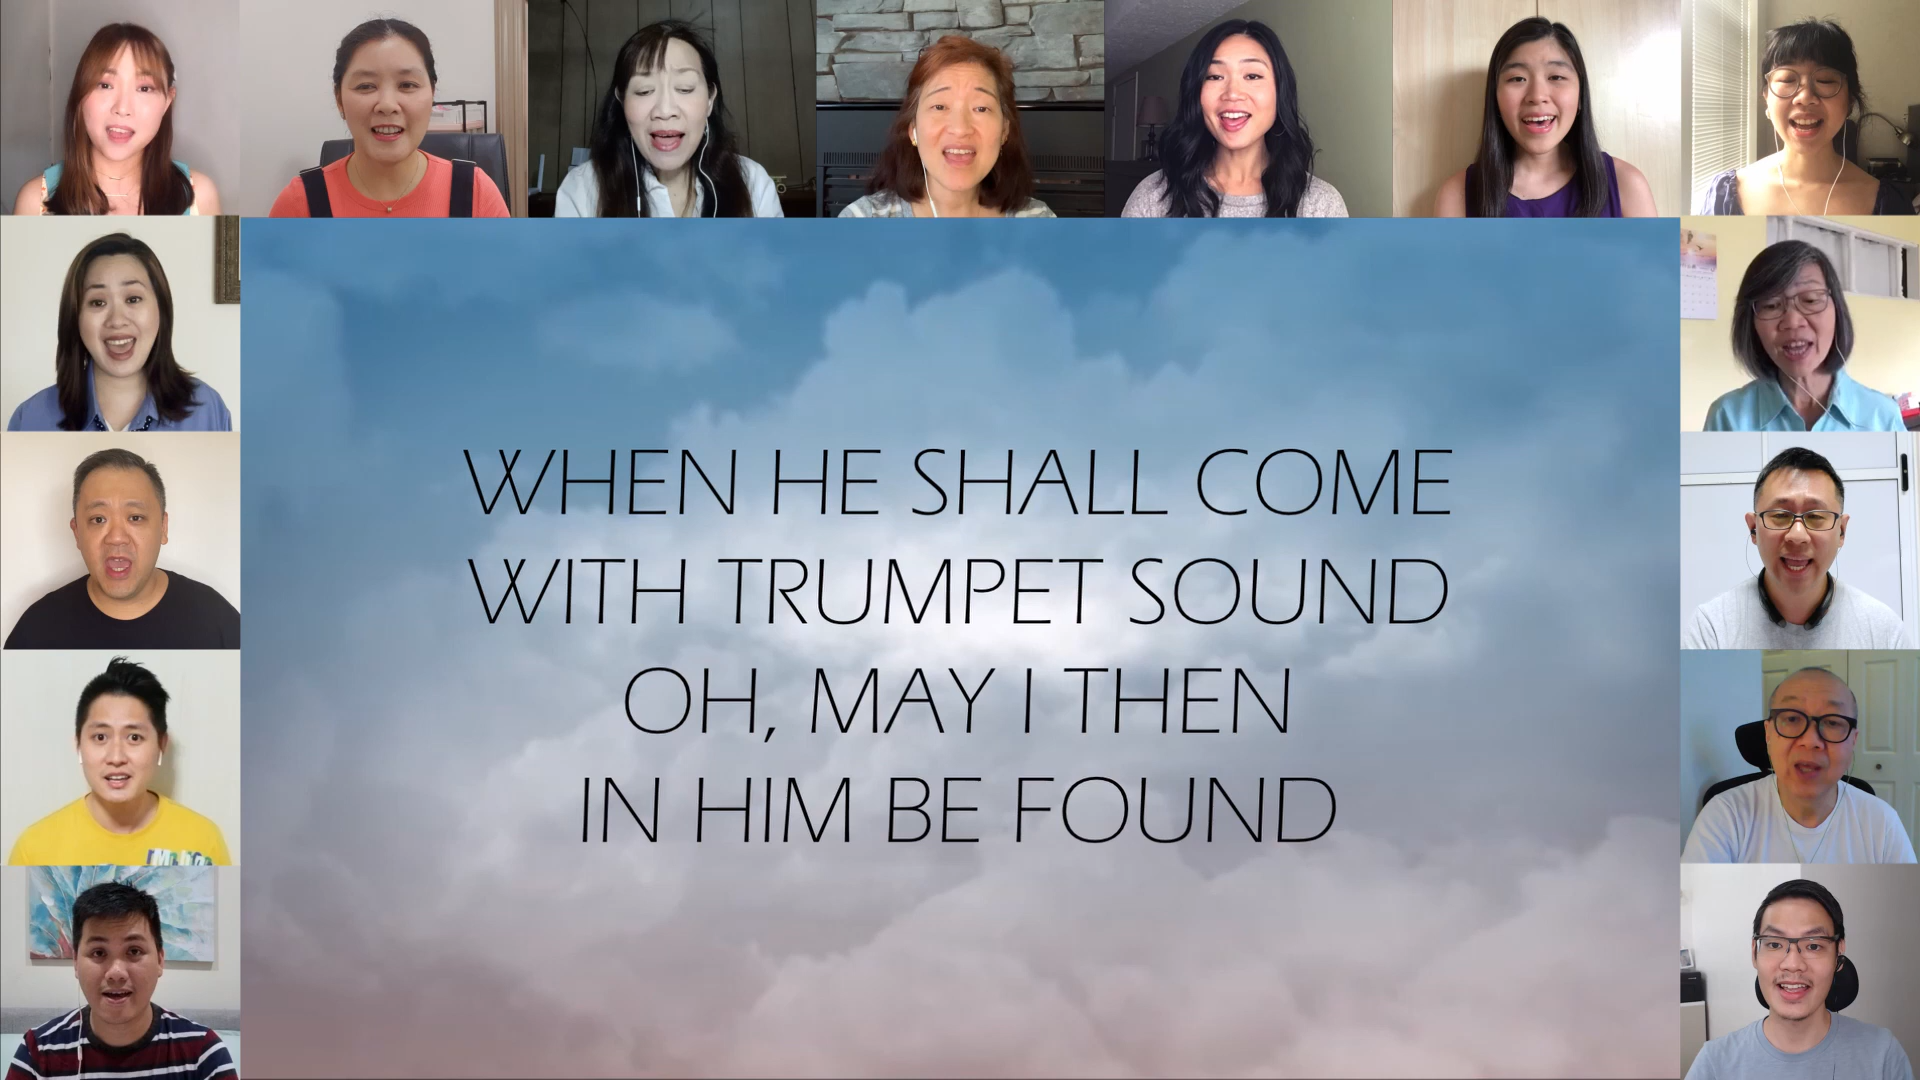 WHEN HE SHALL COME
WITH TRUMPET SOUND
OH, MAY I THEN
IN HIM BE FOUND